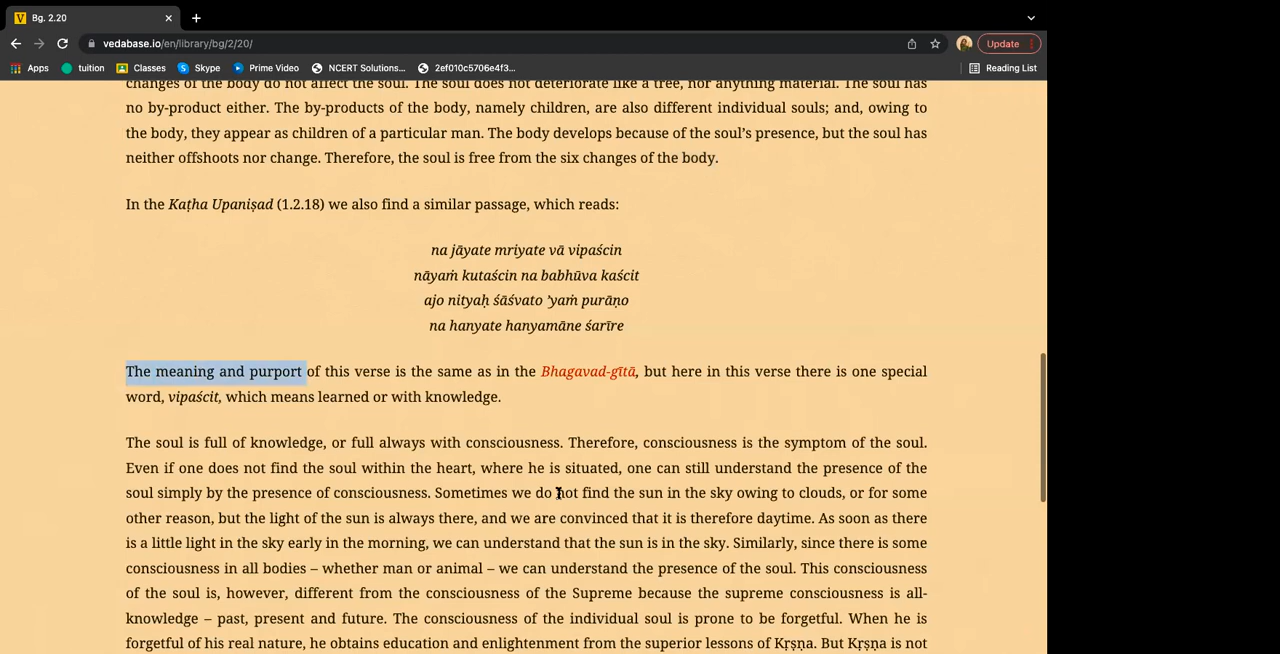 Bg. 2.20
vedabase.io/en/library/bg/2/20/
Update
Apps tuition Classes Skype Prime Video NCERT Solutions... 2ef010c5706e4f3... Reading List
changes of the body do not affect the soul. The soul does not deteriorate like a tree, nor anything material. The soul has
no by-product either. The by-products of the body, namely children, are also different individual souls; and, owing to
the body, they appear as children of a particular man. The body develops because of the soul’s presence, but the soul has
neither offshoots nor change. Therefore, the soul is free from the six changes of the body.
In the Kaṭha Upaniṣad (1.2.18) we also find a similar passage, which reads:
na jāyate mriyate vā vipaścin
nāyaṁ kutaścin na babhūva kaścit
ajo nityaḥ śāśvato ’yaṁ purāṇo
na hanyate hanyamāne śarīre
The meaning and purport of this verse is the same as in the Bhagavad-gītā, but here in this verse there is one special
word, vipaścit, which means learned or with knowledge.
The soul is full of knowledge, or full always with consciousness. Therefore, consciousness is the symptom of the soul.
Even if one does not find the soul within the heart, where he is situated, one can still understand the presence of the
soul simply by the presence of consciousness. Sometimes we do not find the sun in the sky owing to clouds, or for some
other reason, but the light of the sun is always there, and we are convinced that it is therefore daytime. As soon as there
is a little light in the sky early in the morning, we can understand that the sun is in the sky. Similarly, since there is some
consciousness in all bodies – whether man or animal – we can understand the presence of the soul. This consciousness
of the soul is, however, different from the consciousness of the Supreme because the supreme consciousness is all-
knowledge – past, present and future. The consciousness of the individual soul is prone to be forgetful. When he is
forgetful of his real nature, he obtains education and enlightenment from the superior lessons of Kṛṣṇa. But Kṛṣṇa is not